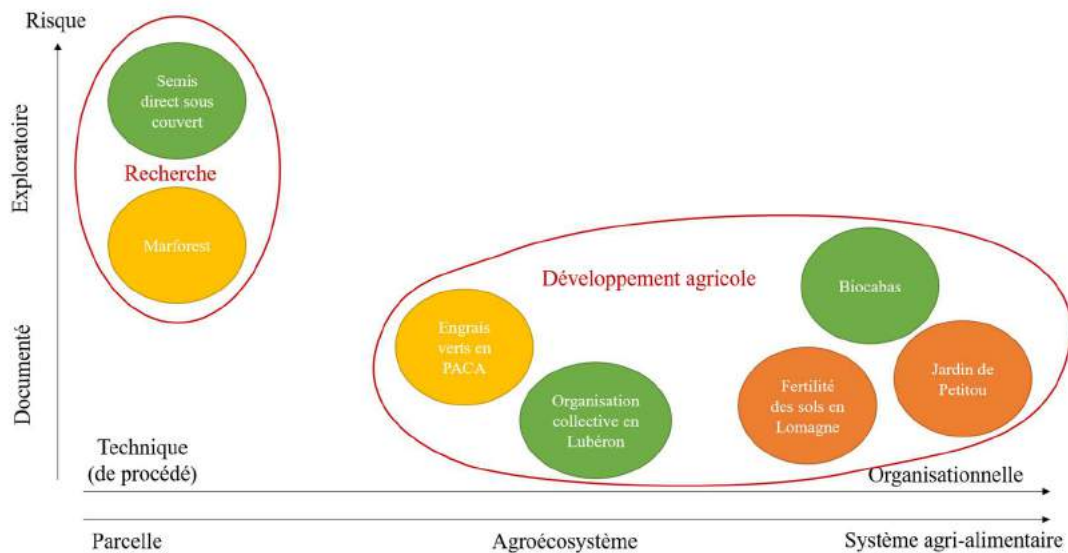 Risque
Exploratoire
Documenté
Semis
direct sous
couvert
Recherche
Marforest
Développement agricole
Biocabas
Engrais
verts en
PACA
Organisation
collective en
Lubéron
Fertilité
des sols en
Lomagne
Jardin de
Petitou
Technique
(de procédé)
Organisationnelle
Parcelle
Agroécosystème
Système agri-alimentaire